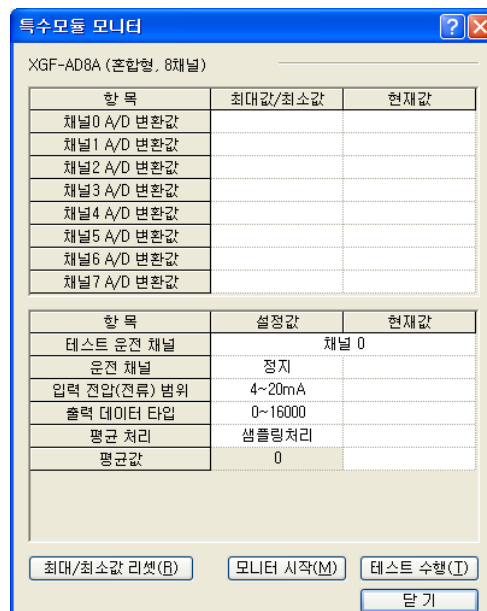 특수모듈 모니터
XGF-AD8A (혼합형, 8채널)
항 목 최대값/최소값 현재값
채널0 A/D 변환값
채널1 A/D 변환값
채널2 A/D 변환값
채널3 A/D 변환값
채널4 A/D 변환값
채널5 A/D 변환값
채널6 A/D 변환값
채널7 A/D 변환값
항 목 설정값 현재값
테스트 운전 채널 채널 0
운전 채널 정지
입력 전압(전류) 범위 4~20mA
출력 데이터 타입 0~16000
평균 처리 샘플링처리
평균값 0
최대/최소값 리셋(R) 모니터 시작(M) 테스트 수행(T)
닫 기